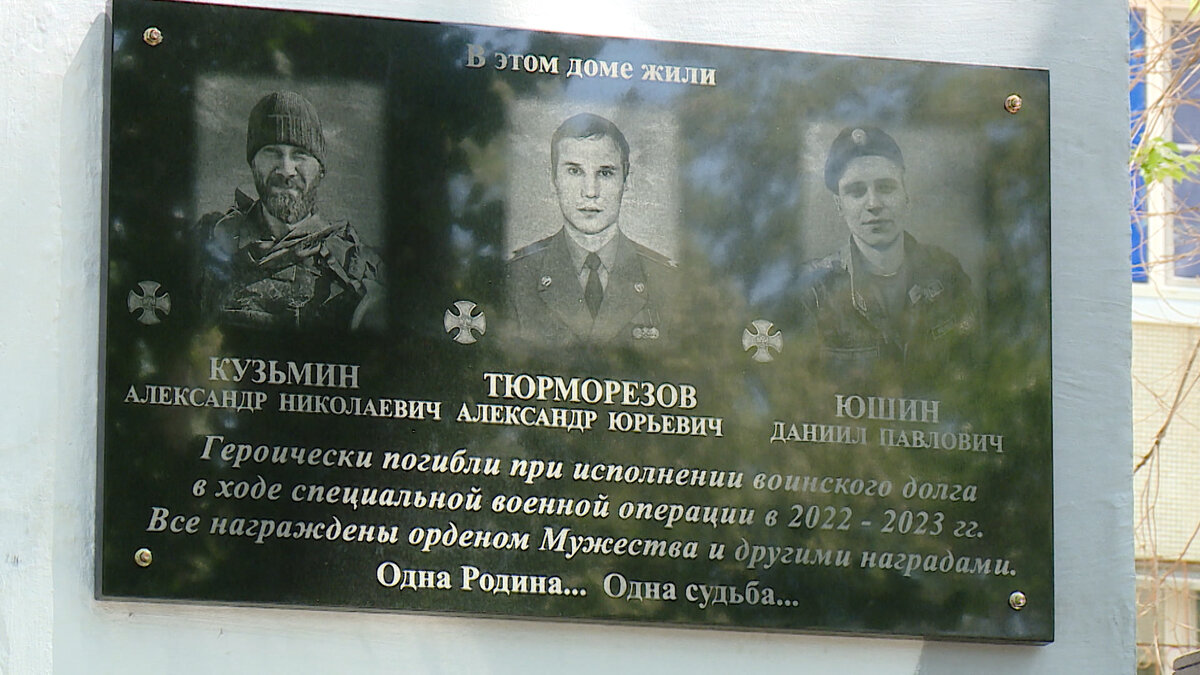 В этом доме жили
КУЗЬМИН
АЛЕКСАНДР НИКОЛАЕВИЧ
ТЮРМОРЕЗОВ
АЛЕКСАНДР ЮРЬЕВИЧ
ЮШИН
ДАНИИЛ ПАВЛОВИЧ
Героически погибли при исполнении воинского долга
в ходе специальной военной операции в 2022 - 2023 гг.
Все награждены орденом Мужества и другими наградами.
Одна Родина... Одна судьба...